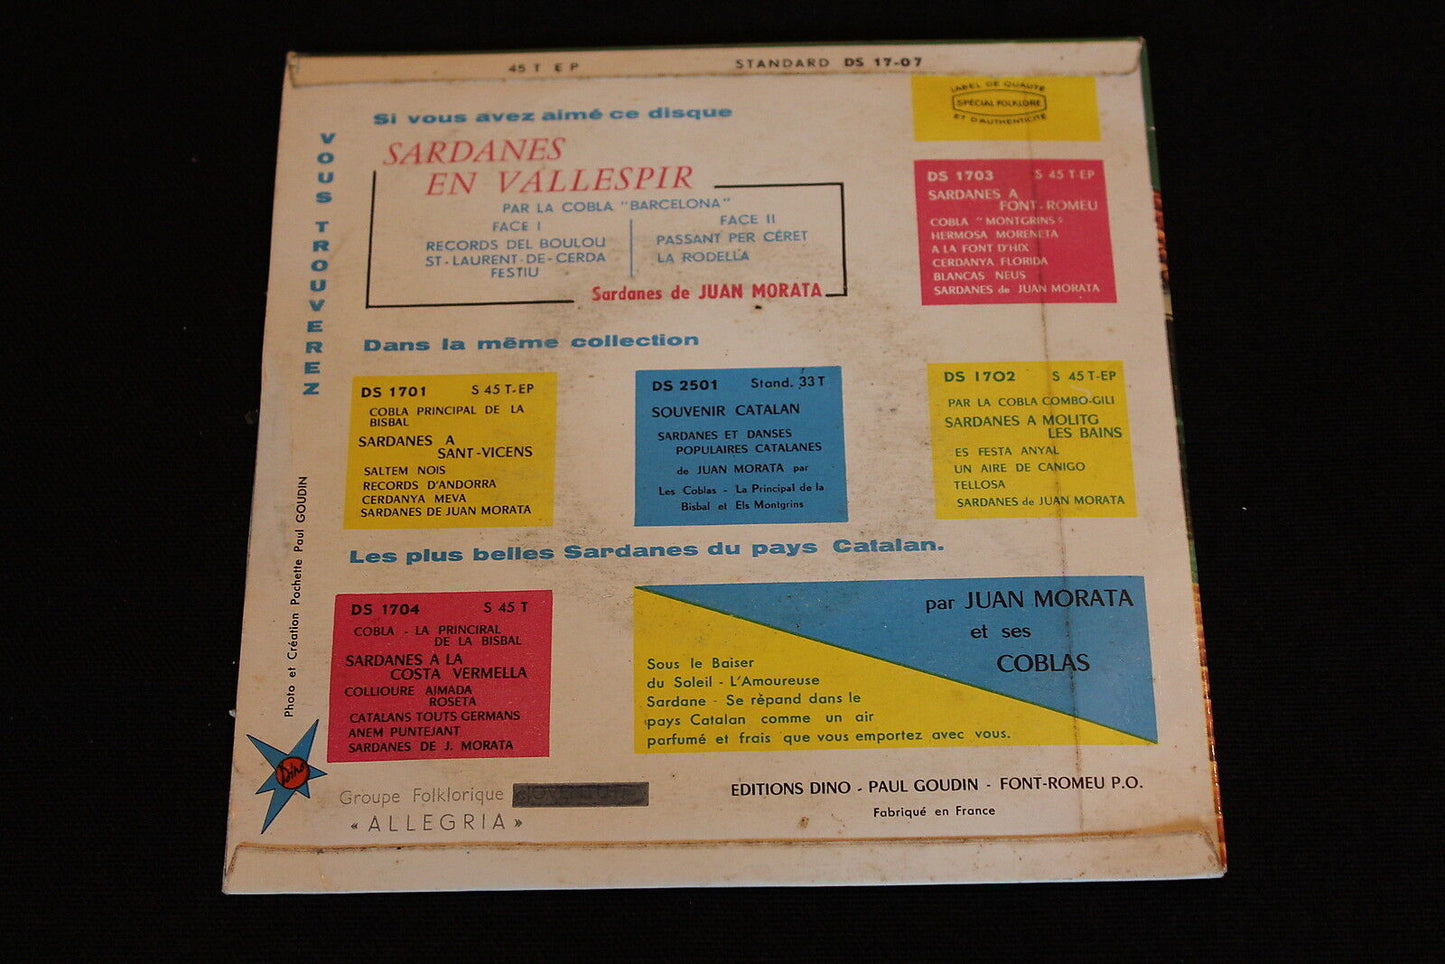 45 T E P
STANDARD DS 17-07
Si vous avez aimé ce disque
LABEL DE QUALITÉ
SPÉCIAL FOLKLORE
ET D'AUTHENTICITÉ
VOUS TROUVEREZ
SARDANES
EN VALLESPIR
PAR LA COBLA "BARCELONA"
FACE I
RECORDS DEL BOULOU
ST-LAURENT-DE-CERDA
FESTIU
FACE II
PASSANT PER CÉRET
LA RODELLA
Sardanes de JUAN MORATA
DS 1703 S 45 T EP
SARDANES A
FONT-ROMEU
COBLA "MONTGRINS"
HERMOSA MORENETA
A LA FONT D'HIX
CERDANYA FLORIDA
BLANCAS NEUS
SARDANES de JUAN MORATA
Dans la même collection
DS 1701 S 45 T-EP
COBLA PRINCIPAL DE LA
BISBAL
SARDANES A
SANT-VICENS
SALTEM NOIS
RECORDS D'ANDORRA
CERDANYA MEVA
SARDANES DE JUAN MORATA
DS 2501 Stand. 33 T
SOUVENIR CATALAN
SARDANES ET DANSES
POPULAIRES CATALANES
de JUAN MORATA par
Les Coblas - La Principal de la
Bisbal et Els Montgrins
DS 1702 S 45 T-EP
PAR LA COBLA COMBO-GILI
SARDANES A MOLITG
LES BAINS
ES FESTA ANYAL
UN AIRE DE CANIGO
TELLOSA
SARDANES de JUAN MORATA
Les plus belles Sardanes du pays Catalan.
DS 1704 S 45 T
COBLA - LA PRINCIRAL
DE LA BISBAL
SARDANES A LA
COSTA VERMELLA
COLLIOURE AIMADA
ROSETA
CATALANS TOUTS GERMANS
ANEM PUNTEJANT
SARDANES DE J. MORATA
par JUAN MORATA
et ses
COBLAS
Sous le Baiser
du Soleil - L'Amoureuse
Sardane - Se rèpand dans le
pays Catalan comme un air
parfumé et frais que vous emportez avec vous.
Photo et Création Pochette Paul GOUDIN
Dino
Groupe Folklorique
« ALLEGRIA »
EDITIONS DINO - PAUL GOUDIN - FONT-ROMEU P.O.
Fabriqué en France